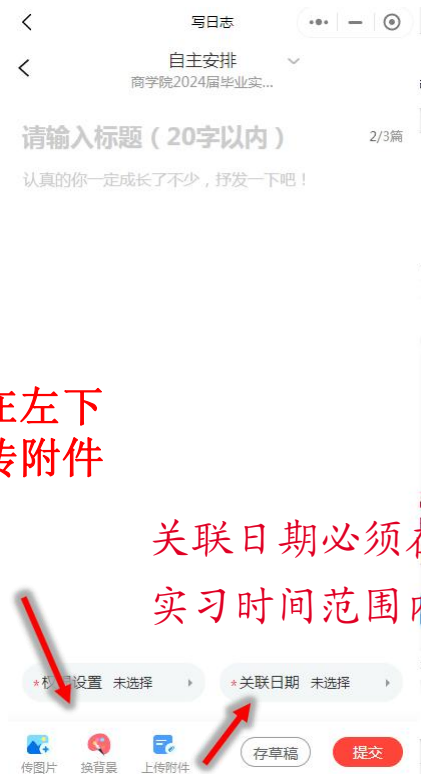 写日志
自主安排
商学院2024届毕业实...
请输入标题（20字以内）
2/3篇
认真的你一定成长了不少，抒发一下吧！
在左下
传附件
关联日期必须在
实习时间范围内
*权限设置 未选择
*关联日期 未选择
传图片 换背景 上传附件 存草稿 提交